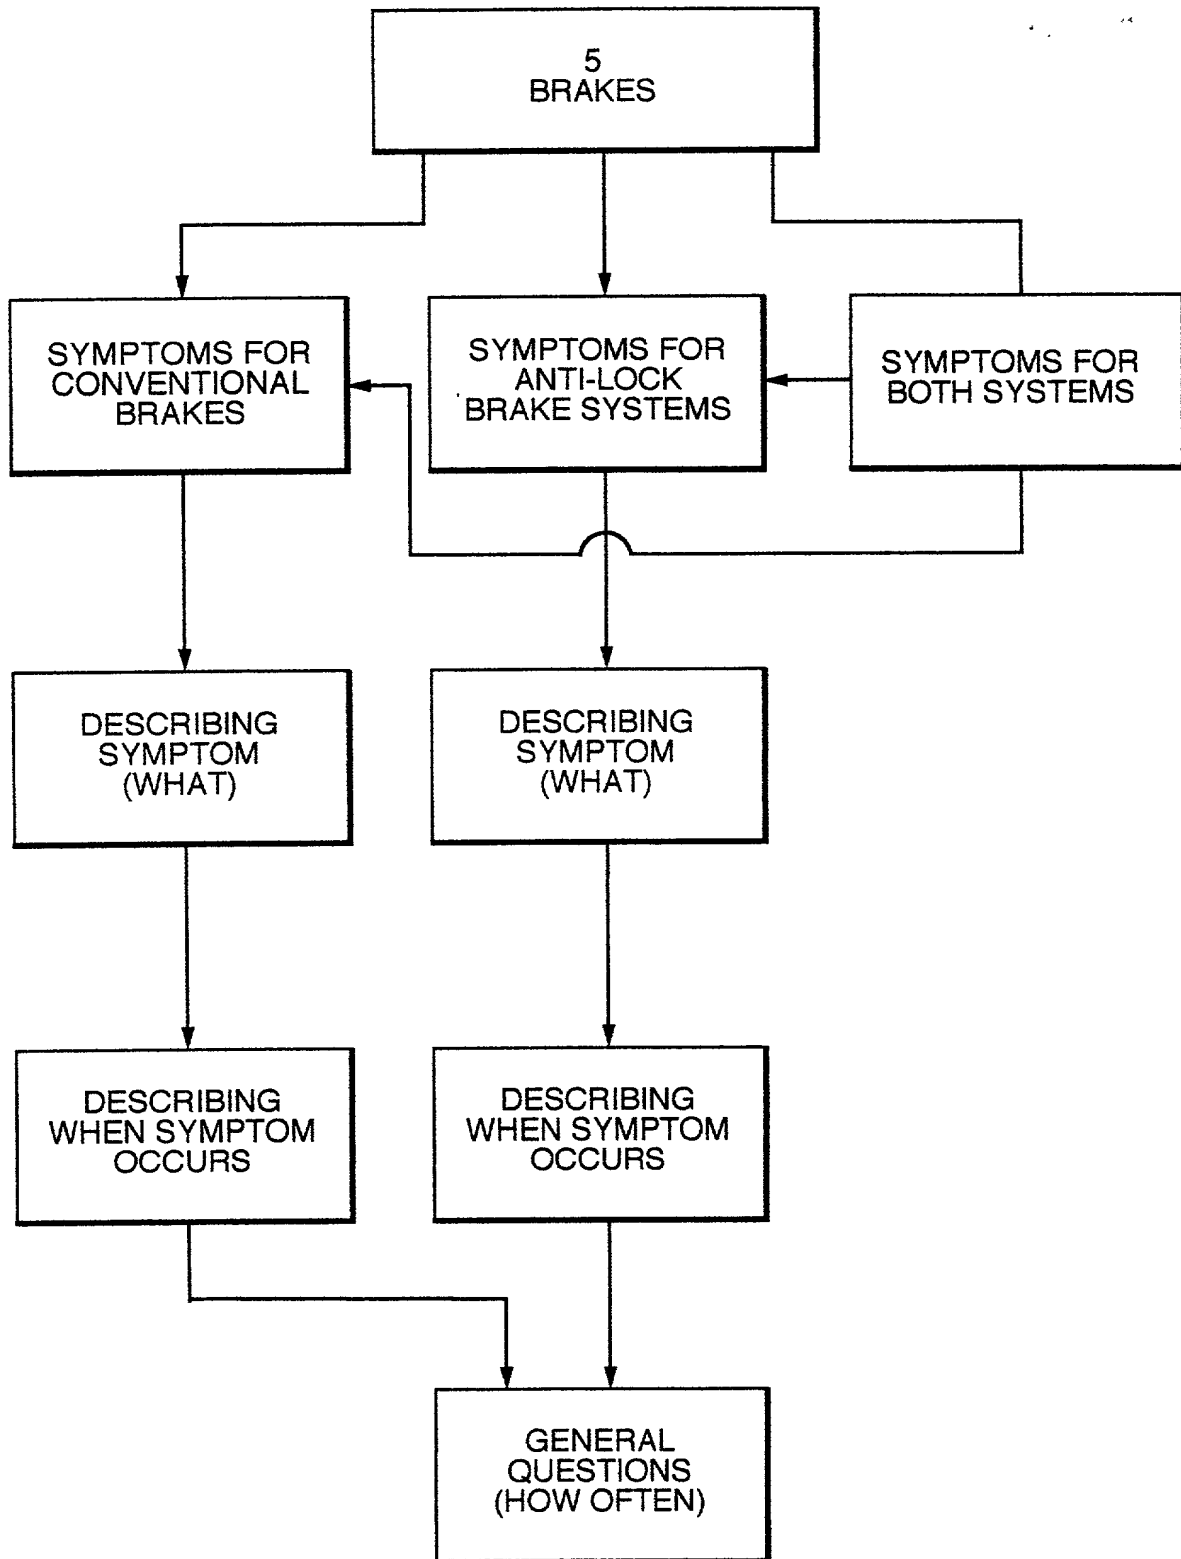 5
BRAKES
SYMPTOMS FOR
CONVENTIONAL
BRAKES
SYMPTOMS FOR
ANTI-LOCK
BRAKE SYSTEMS
SYMPTOMS FOR
BOTH SYSTEMS
DESCRIBING
SYMPTOM
(WHAT)
DESCRIBING
SYMPTOM
(WHAT)
DESCRIBING
WHEN SYMPTOM
OCCURS
DESCRIBING
WHEN SYMPTOM
OCCURS
GENERAL
QUESTIONS
(HOW OFTEN)